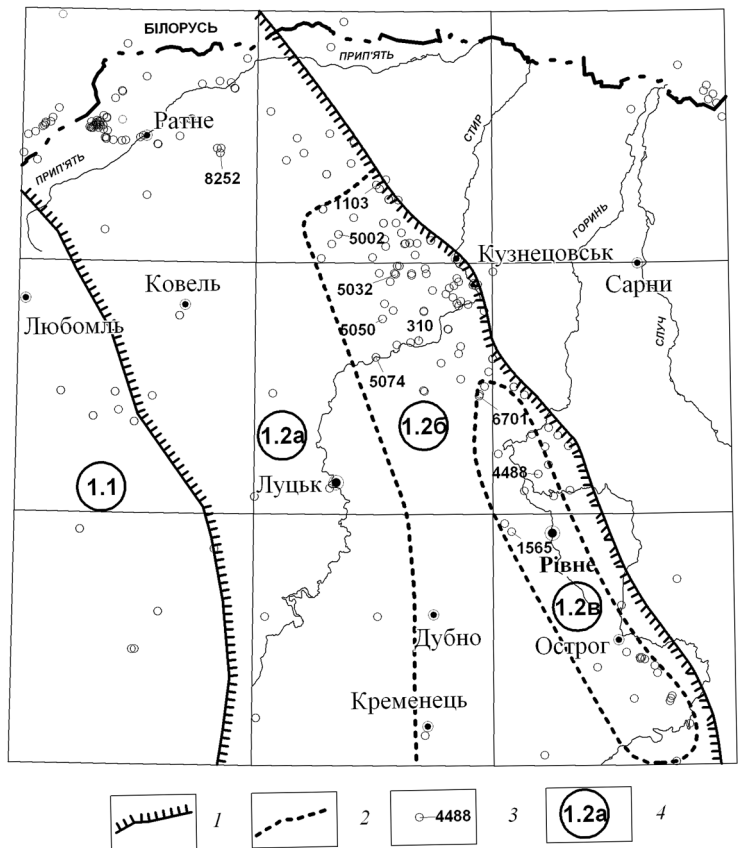 БІЛОРУСЬ
ПРИП'ЯТЬ
СТИР
Ратне
ПРИП'ЯТЬ
8252
1103
ГОРИНЬ
5002
Кузнецовськ
Сарни
Ковель
5032
Любомль
5050
310
СЛУЧ
5074
6701
1.2а
1.2б
4488
1.1
Луцьк
1565
Рівне
1.2в
Дубно
Острог
Кременець
1
2
4488
3
1.2а
4